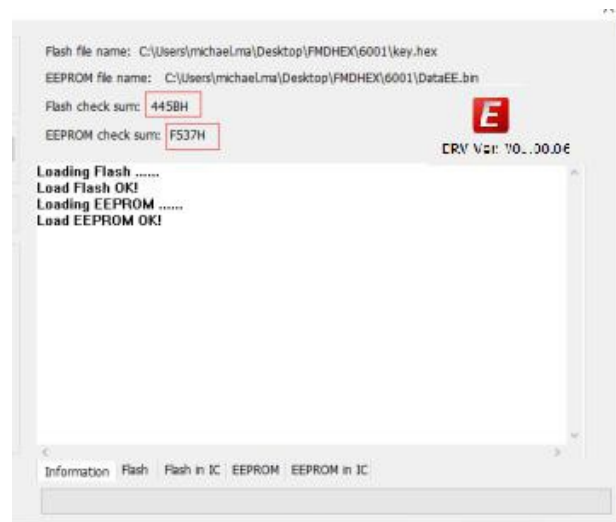 Flash file name: C:\Users\michael.ma\Desktop\FMDHEX\6001\key.hex
EEPROM file name: C:\Users\michael.ma\Desktop\FMDHEX\6001\DataEE.bin
Flash check sum: 445BH
EEPROM check sum: F537H
E
Loading Flash ......
Load Flash OK!
Loading EEPROM ......
Load EEPROM OK!
Information Flash Flash in IC EEPROM EEPROM in IC